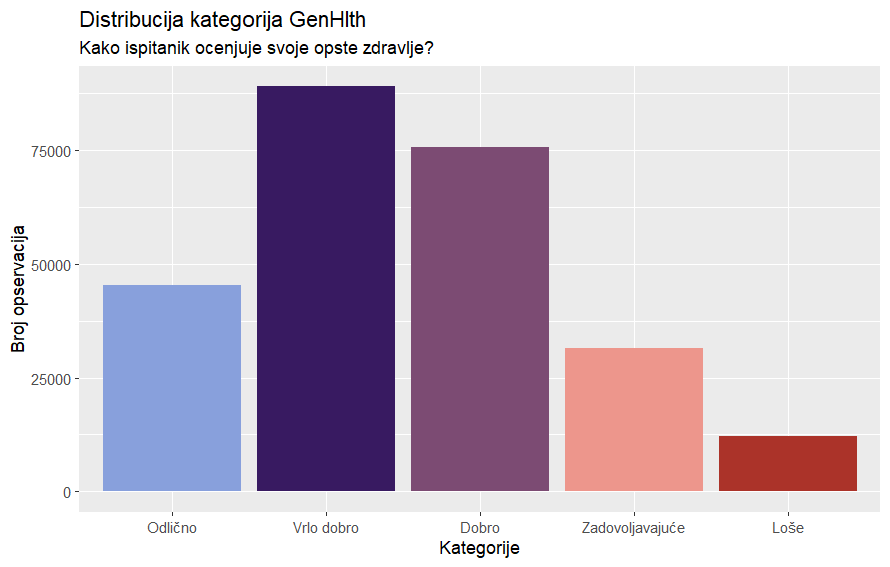 Distribucija kategorija GenHlth
Kako ispitanik ocenjuje svoje opste zdravlje?
Broj opservacija
75000
50000
25000
0
Odlično
Vrlo dobro
Dobro
Zadovoljavajuće
Loše
Kategorije